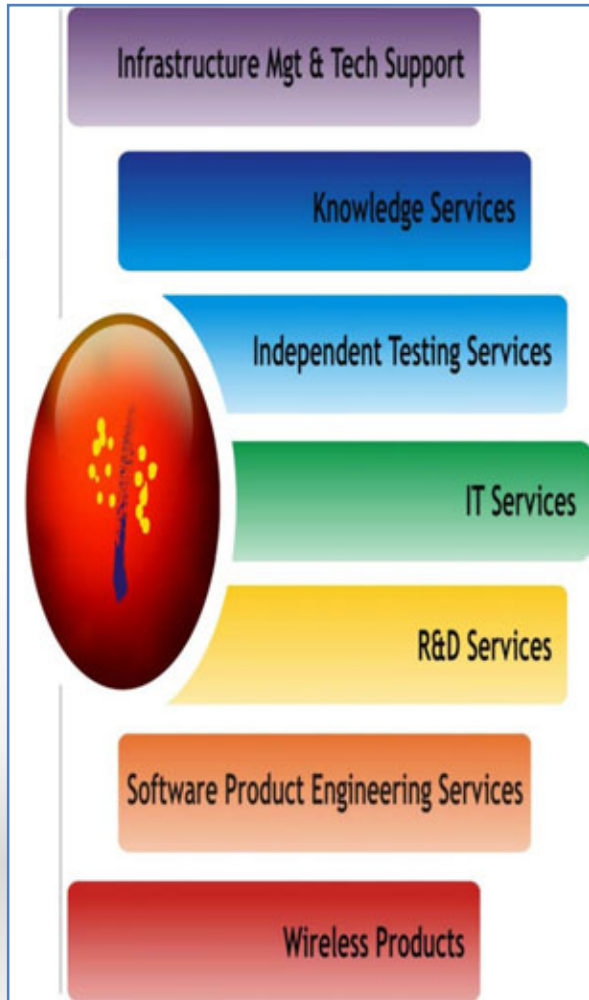 Infrastructure Mgt & Tech Support
Knowledge Services
Independent Testing Services
IT Services
R&D Services
Software Product Engineering Services
Wireless Products